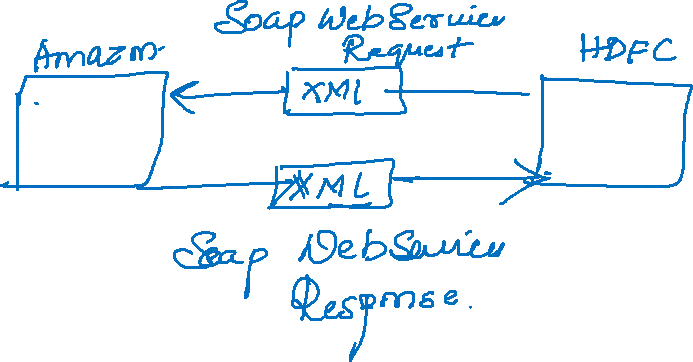 Soap WebService
Request
Amazon
HDFC
XML
XML
Soap WebService
Response.